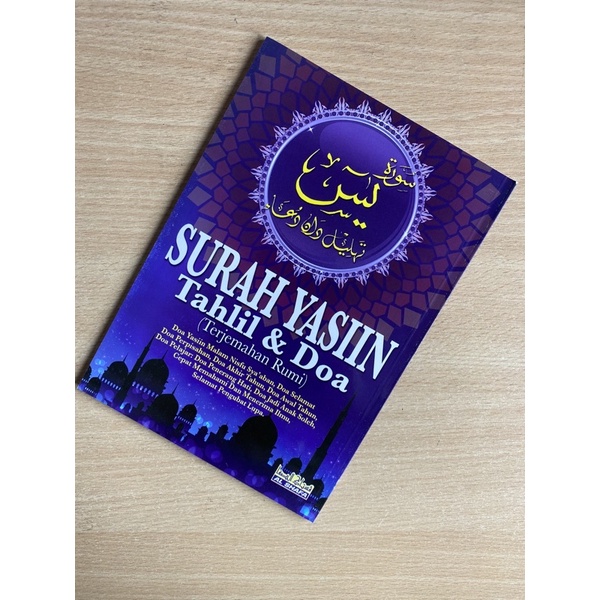 سورة
يس
تهليل دان دعاء
SURAH YASIIN
Tahlil & Doa
(Terjemahan Rumi)
Doa Yasiin Malam Nisfu Sya'aban, Doa Selamat
Doa Perpisahan, Doa Akhir Tahun, Doa Awal Tahun,
Doa Pelajar: Doa Penerang Hati, Doa Jadi Anak Soleh,
Cepat Memahami Dan Menerima Ilmu,
Selamat Pengubat Lupa.
AL SHAFA